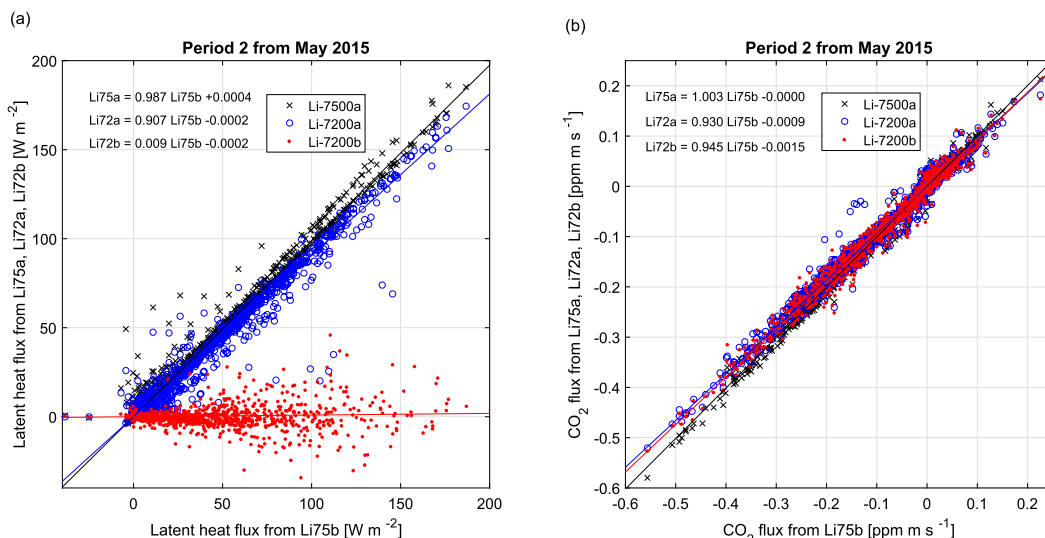 (a)
Period 2 from May 2015
Li75a = 0.987 Li75b +0.0004
Li72a = 0.907 Li75b -0.0002
Li72b = 0.009 Li75b -0.0002
Li-7500a
Li-7200a
Li-7200b
Latent heat flux from Li75a, Li72a, Li72b [W m⁻²]
200
150
100
50
0
0 50 100 150 200
Latent heat flux from Li75b [W m⁻²]
(b)
Period 2 from May 2015
Li75a = 1.003 Li75b -0.0000
Li72a = 0.930 Li75b -0.0009
Li72b = 0.945 Li75b -0.0015
Li-7500a
Li-7200a
Li-7200b
CO₂ flux from Li75a, Li72a, Li72b [ppm m s⁻¹]
0.2
0.1
0
-0.1
-0.2
-0.3
-0.4
-0.5
-0.6
-0.6 -0.5 -0.4 -0.3 -0.2 -0.1 0 0.1 0.2
CO₂ flux from Li75b [ppm m s⁻¹]